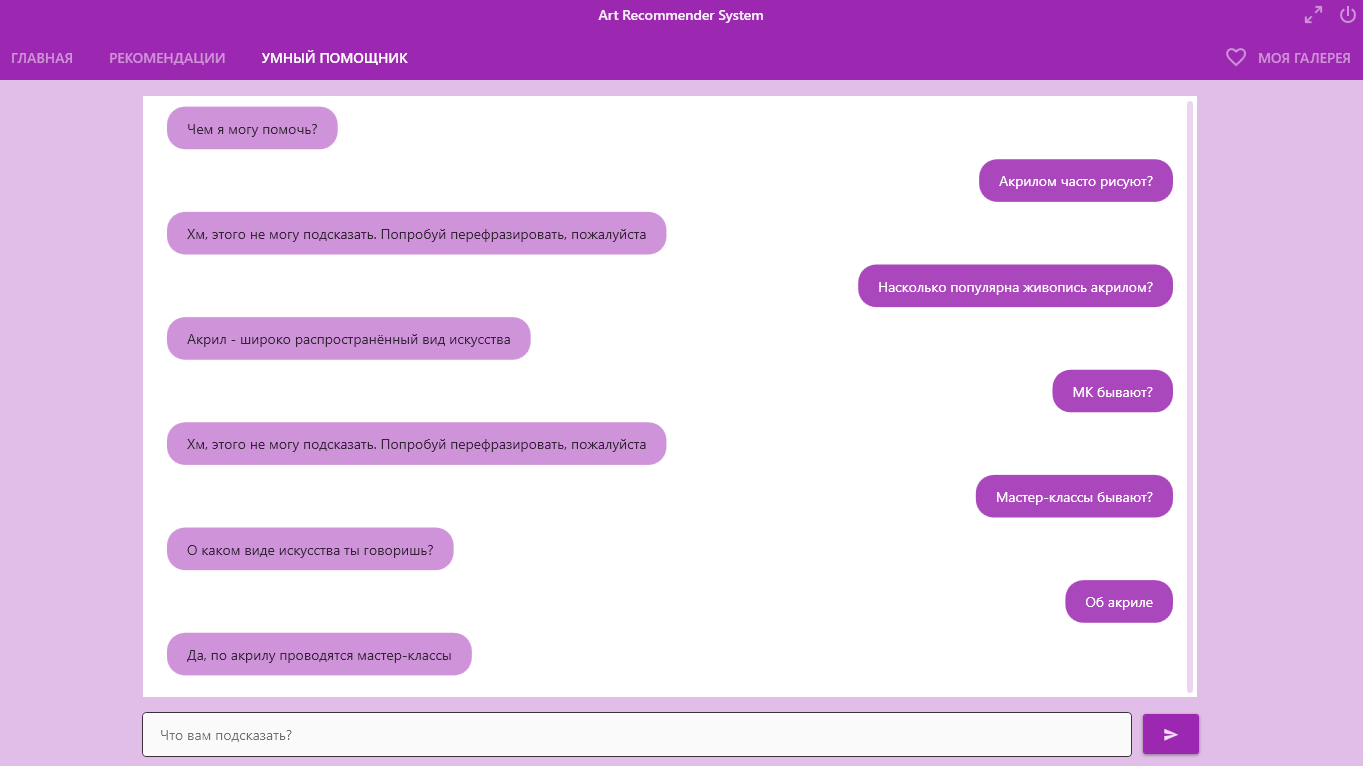 Art Recommender System
ГЛАВНАЯ РЕКОМЕНДАЦИИ УМНЫЙ ПОМОЩНИК МОЯ ГАЛЕРЕЯ
Чем я могу помочь?
Акрилом часто рисуют?
Хм, этого не могу подсказать. Попробуй перефразировать, пожалуйста
Насколько популярна живопись акрилом?
Акрил - широко распространённый вид искусства
МК бывают?
Хм, этого не могу подсказать. Попробуй перефразировать, пожалуйста
Мастер-классы бывают?
О каком виде искусства ты говоришь?
Об акриле
Да, по акрилу проводятся мастер-классы
Что вам подсказать?